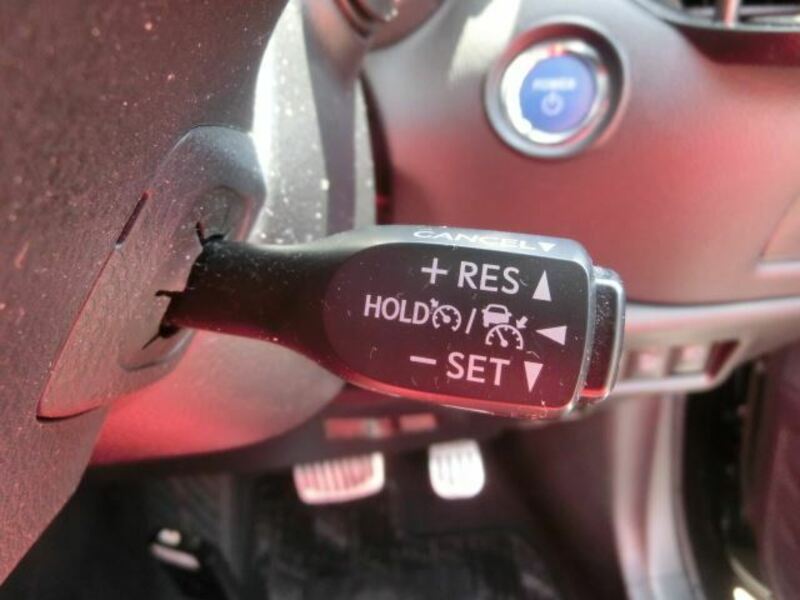 POWER
CANCEL▼
+ RES ▲
HOLD / ◄
− SET ▼